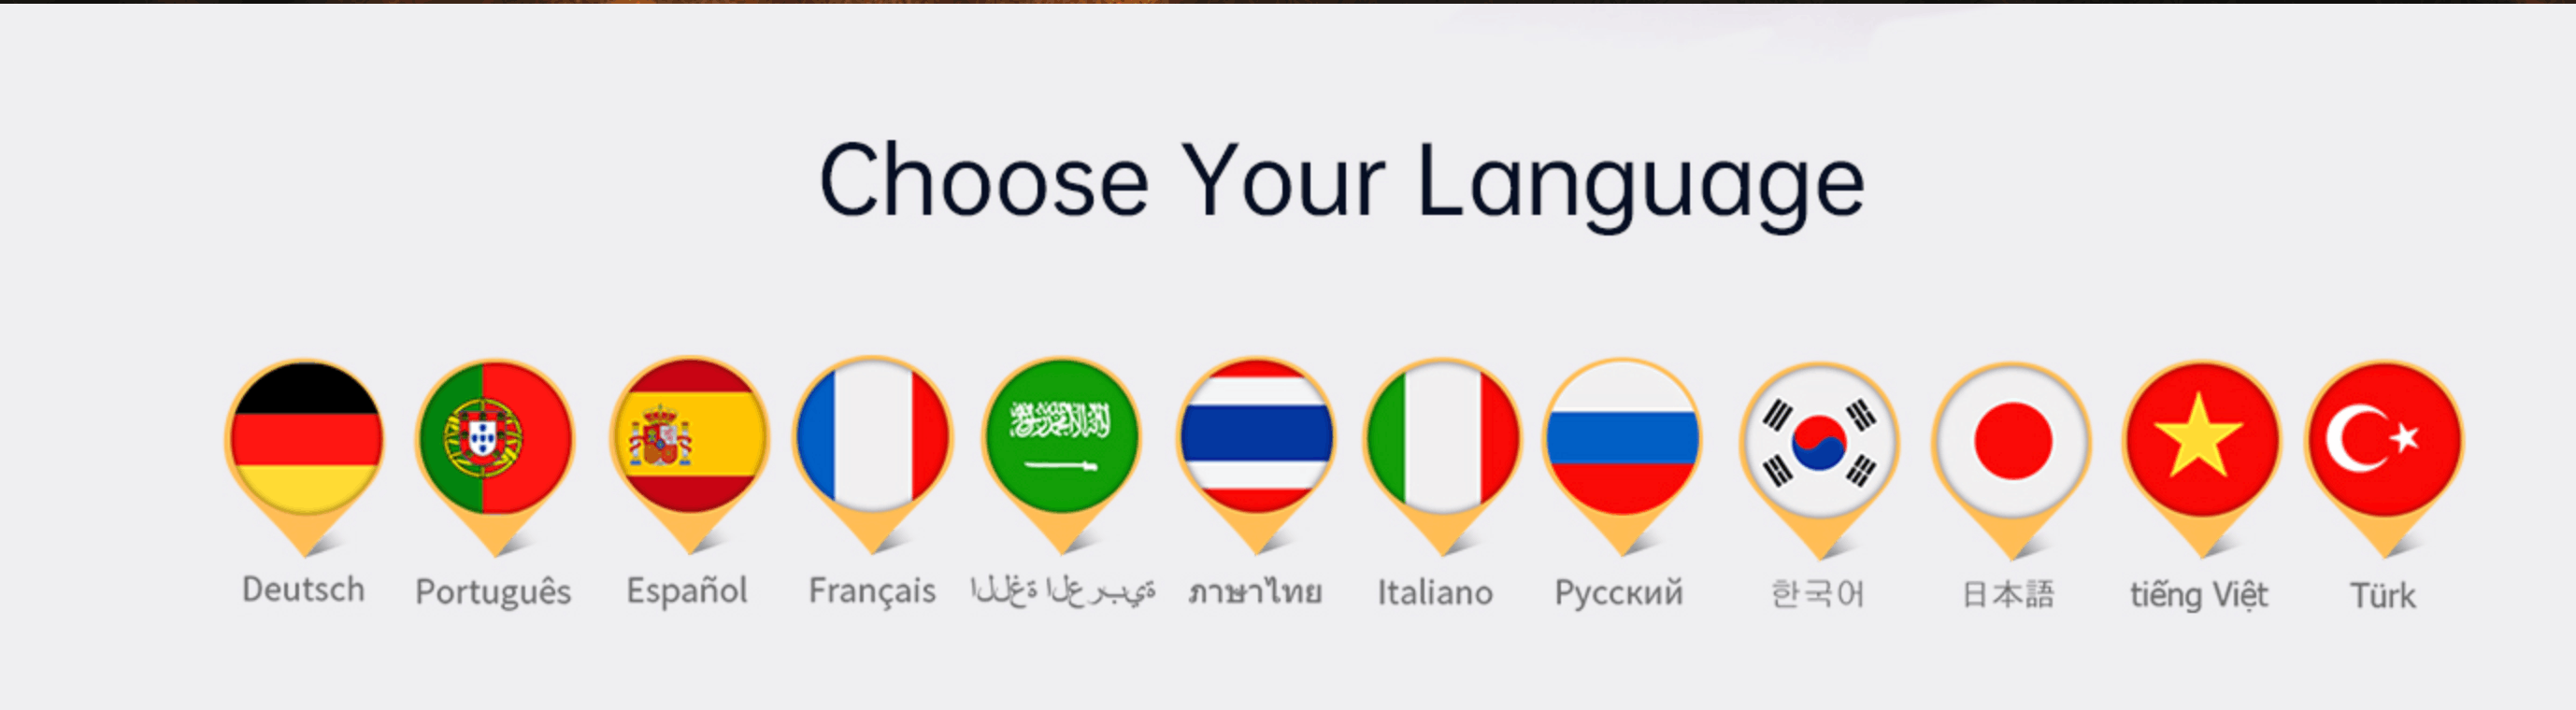 Choose Your Language
Deutsch
Português
Español
Français
اللغة العربية
ภาษาไทย
Italiano
Русский
한국어
日本語
tiếng Việt
Türk